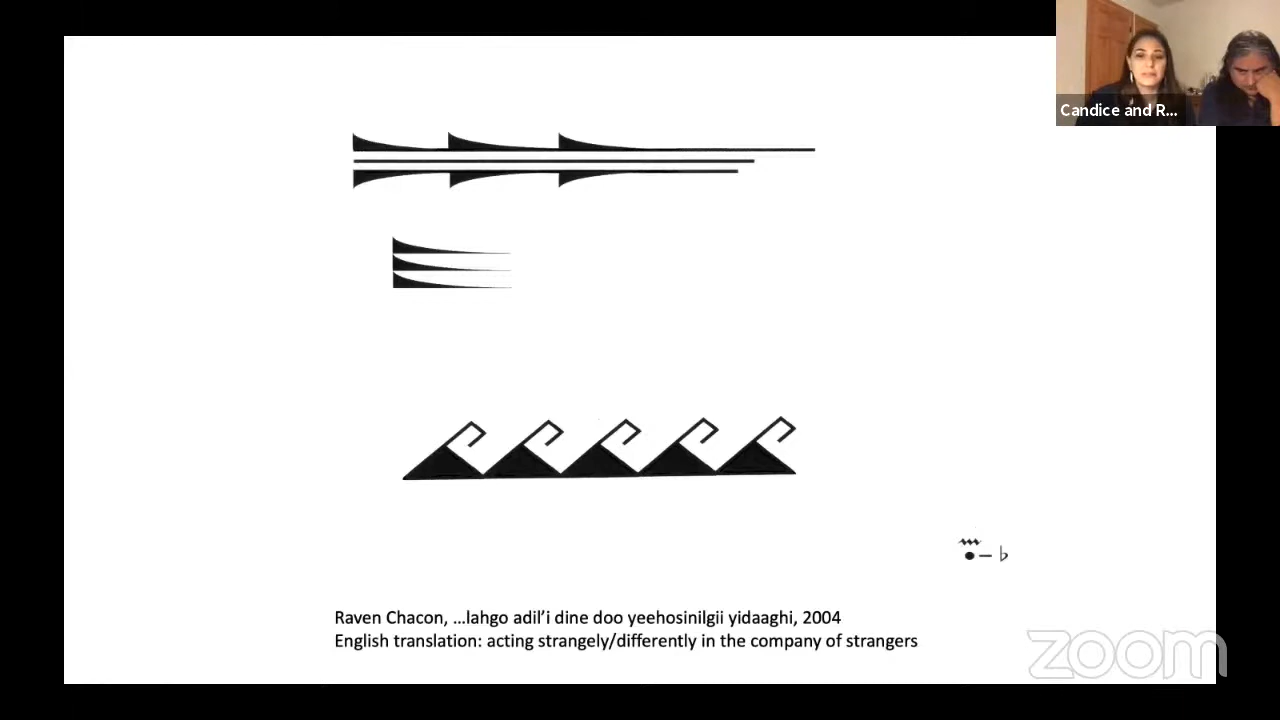 Candice and R...
Raven Chacon, …lahgo adil’i dine doo yeehosinilgii yidaaghi, 2004
English translation: acting strangely/differently in the company of strangers
zoom